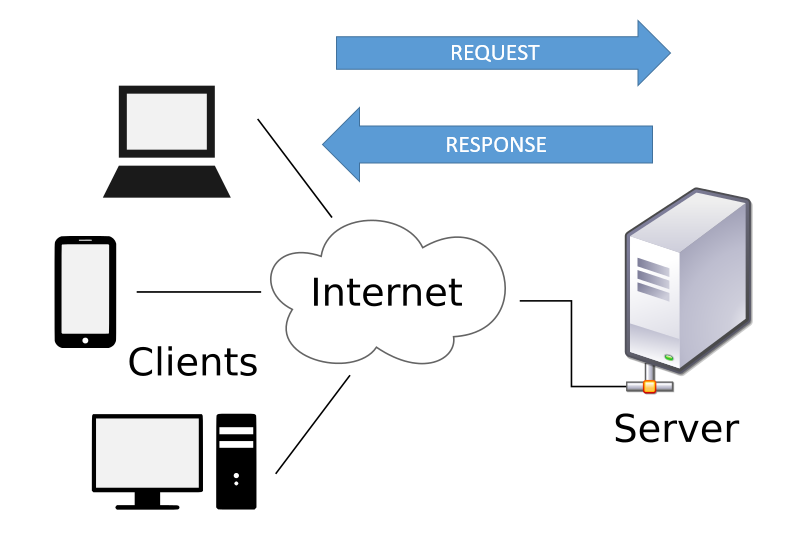 REQUEST
RESPONSE
Internet
Clients
Server